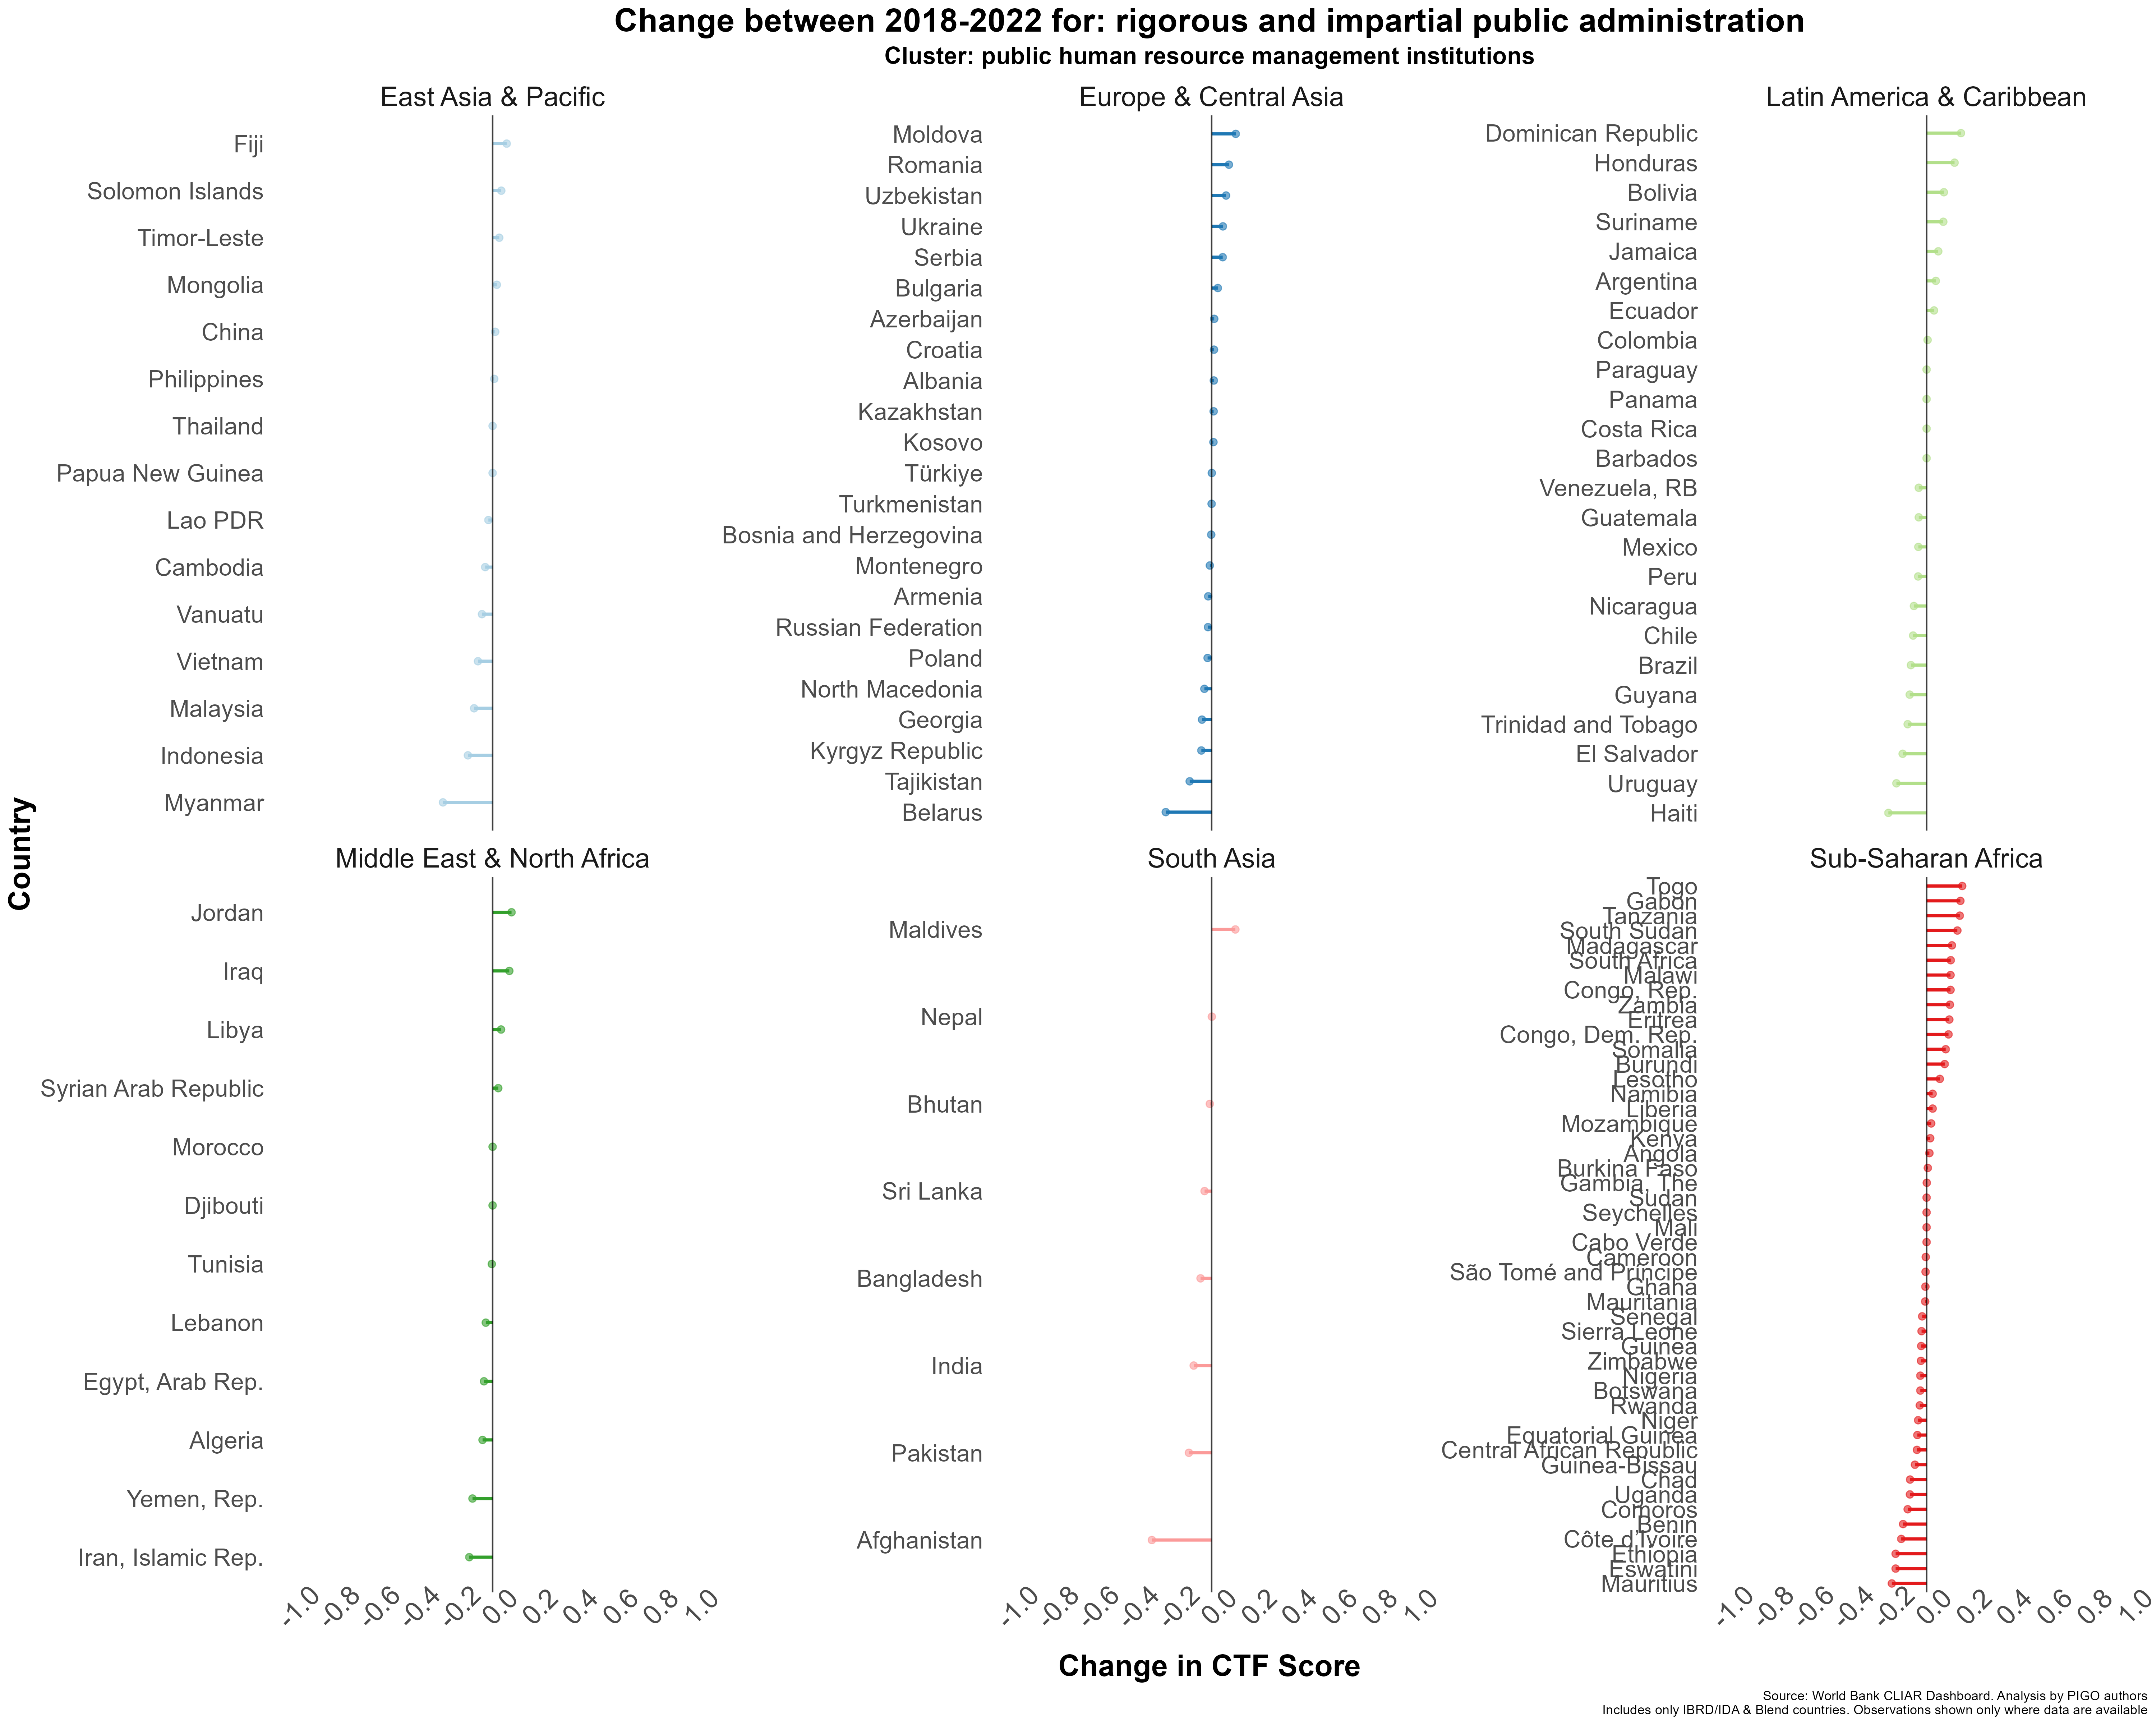 Change between 2018-2022 for: rigorous and impartial public administration
Cluster: public human resource management institutions
East Asia & Pacific
Fiji
Solomon Islands
Timor-Leste
Mongolia
China
Philippines
Thailand
Papua New Guinea
Lao PDR
Cambodia
Vanuatu
Vietnam
Malaysia
Indonesia
Myanmar
Europe & Central Asia
Moldova
Romania
Uzbekistan
Ukraine
Serbia
Bulgaria
Azerbaijan
Croatia
Albania
Kazakhstan
Kosovo
Türkiye
Turkmenistan
Bosnia and Herzegovina
Montenegro
Armenia
Russian Federation
Poland
North Macedonia
Georgia
Kyrgyz Republic
Tajikistan
Belarus
Latin America & Caribbean
Dominican Republic
Honduras
Bolivia
Suriname
Jamaica
Argentina
Ecuador
Colombia
Paraguay
Panama
Costa Rica
Barbados
Venezuela, RB
Guatemala
Mexico
Peru
Nicaragua
Chile
Brazil
Guyana
Trinidad and Tobago
El Salvador
Uruguay
Haiti
Country
Middle East & North Africa
Jordan
Iraq
Libya
Syrian Arab Republic
Morocco
Djibouti
Tunisia
Lebanon
Egypt, Arab Rep.
Algeria
Yemen, Rep.
Iran, Islamic Rep.
-1.0 -0.8 -0.6 -0.4 -0.2 0.0 0.2 0.4 0.6 0.8 1.0
South Asia
Maldives
Nepal
Bhutan
Sri Lanka
Bangladesh
India
Pakistan
Afghanistan
-1.0 -0.8 -0.6 -0.4 -0.2 0.0 0.2 0.4 0.6 0.8 1.0
Sub-Saharan Africa
Togo
Gabon
Tanzania
South Sudan
Madagascar
South Africa
Malawi
Congo, Rep.
Zambia
Eritrea
Congo, Dem. Rep.
Somalia
Burundi
Lesotho
Namibia
Liberia
Mozambique
Kenya
Angola
Burkina Faso
Gambia, The
Sudan
Seychelles
Mali
Cabo Verde
Cameroon
São Tomé and Príncipe
Ghana
Mauritania
Senegal
Sierra Leone
Guinea
Zimbabwe
Nigeria
Botswana
Rwanda
Niger
Equatorial Guinea
Central African Republic
Guinea-Bissau
Chad
Uganda
Comoros
Benin
Côte d'Ivoire
Ethiopia
Eswatini
Mauritius
-1.0 -0.8 -0.6 -0.4 -0.2 0.0 0.2 0.4 0.6 0.8 1.0
Change in CTF Score
Source: World Bank CLIAR Dashboard. Analysis by PIGO authors
Includes only IBRD/IDA & Blend countries. Observations shown only where data are available